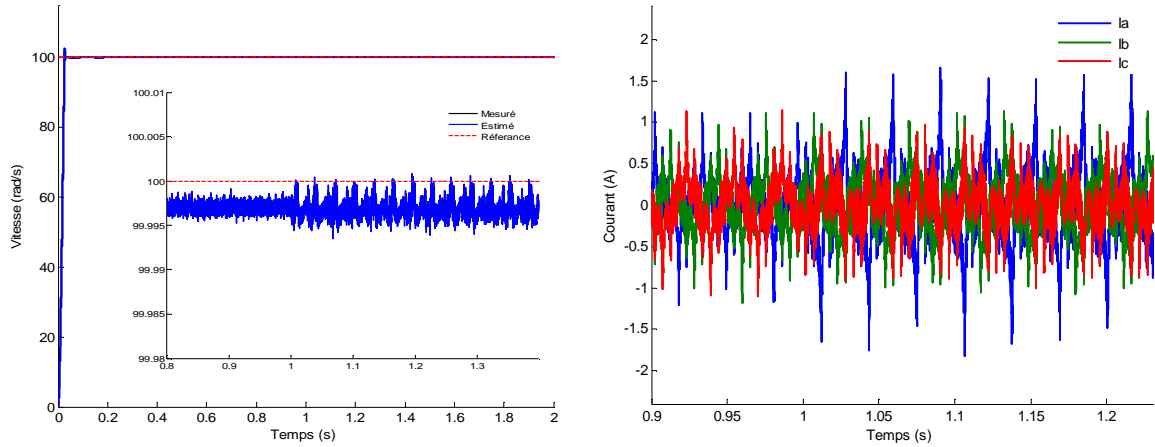 Vitesse (rad/s)
100
80
60
40
20
0
0 0.2 0.4 0.6 0.8 1 1.2 1.4 1.6 1.8 2
Temps (s)
100.01
100.005
100
99.995
99.99
99.985
99.98
0.8 0.9 1 1.1 1.2 1.3
Mesuré
Estimé
Réferance
Courant (A)
2
1.5
1
0.5
0
-0.5
-1
-1.5
-2
0.9 0.95 1 1.05 1.1 1.15 1.2
Temps (s)
Ia
Ib
Ic